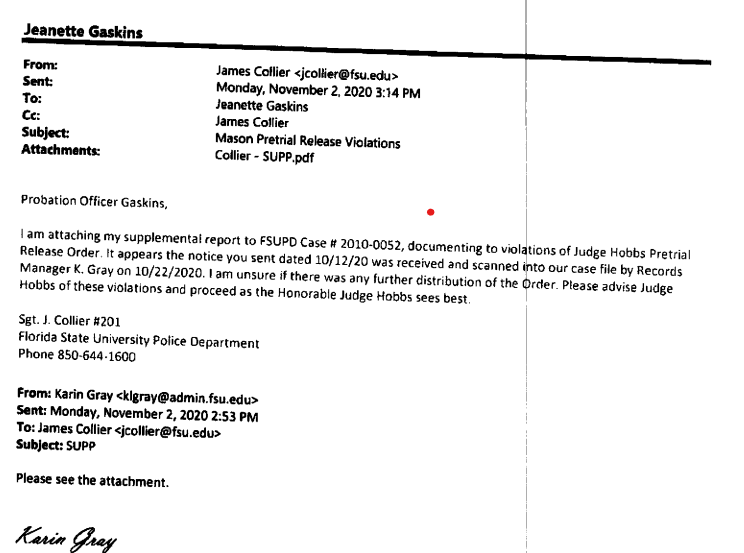 Jeanette Gaskins
From: James Collier <jcollier@fsu.edu>
Sent: Monday, November 2, 2020 3:14 PM
To: Jeanette Gaskins
Cc: James Collier
Subject: Mason Pretrial Release Violations
Attachments: Collier - SUPP.pdf
Probation Officer Gaskins,
I am attaching my supplemental report to FSUPD Case # 2010-0052, documenting to violations of Judge Hobbs Pretrial
Release Order. It appears the notice you sent dated 10/12/20 was received and scanned into our case file by Records
Manager K. Gray on 10/22/2020. I am unsure if there was any further distribution of the Order. Please advise Judge
Hobbs of these violations and proceed as the Honorable Judge Hobbs sees best.
Sgt. J. Collier #201
Florida State University Police Department
Phone 850-644-1600
From: Karin Gray <klgray@admin.fsu.edu>
Sent: Monday, November 2, 2020 2:53 PM
To: James Collier <jcollier@fsu.edu>
Subject: SUPP
Please see the attachment.
Karin Gray